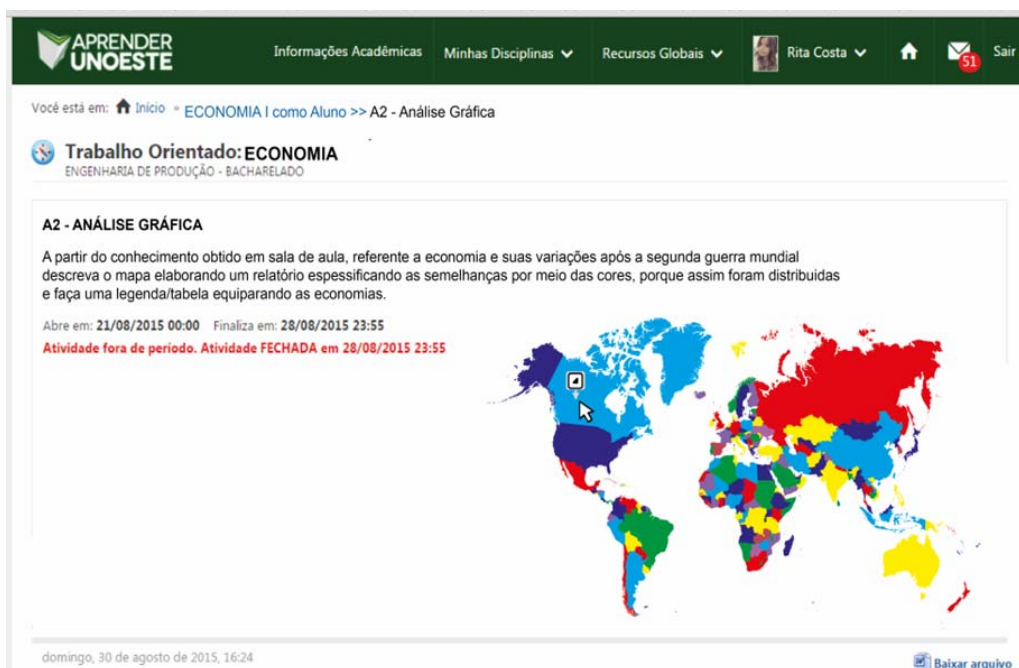 APRENDER
UNOESTE
Informações Acadêmicas Minhas Disciplinas Recursos Globais Rita Costa 51 Sair
Você está em: Início » ECONOMIA I como Aluno >> A2 - Análise Gráfica
Trabalho Orientado: ECONOMIA
ENGENHARIA DE PRODUÇÃO - BACHARELADO
A2 - ANÁLISE GRÁFICA
A partir do conhecimento obtido em sala de aula, referente a economia e suas variações após a segunda guerra mundial
descreva o mapa elaborando um relatório espessificando as semelhanças por meio das cores, porque assim foram distribuidas
e faça uma legenda/tabela equiparando as economias.
Abre em: 21/08/2015 00:00 Finaliza em: 28/08/2015 23:55
Atividade fora de período. Atividade FECHADA em 28/08/2015 23:55
domingo, 30 de agosto de 2015, 16:24
Baixar arquivo